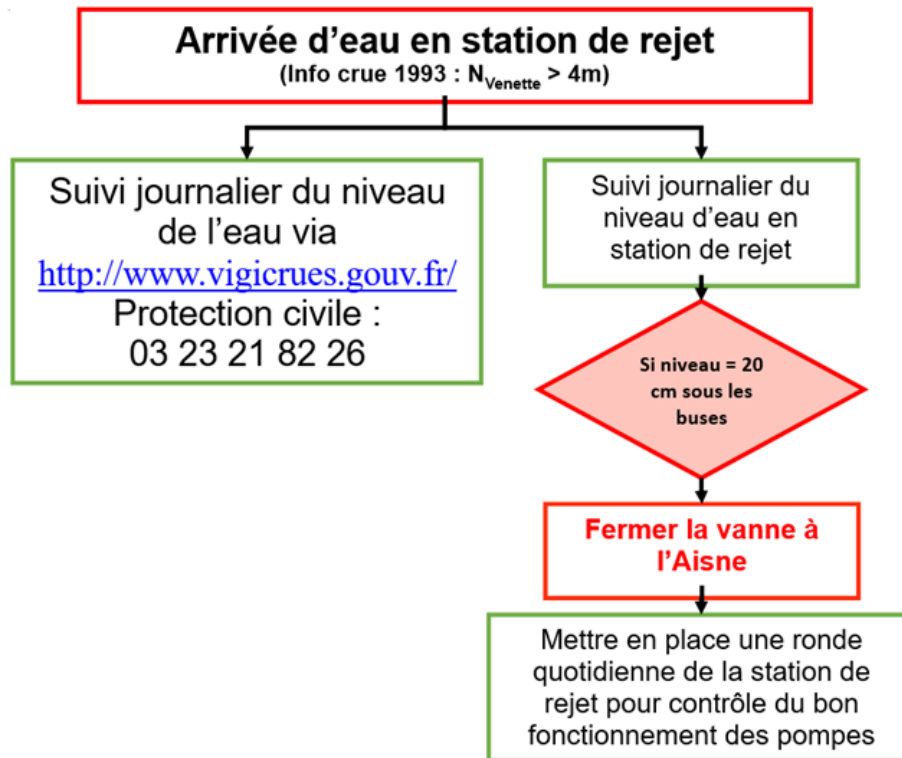 Arrivée d'eau en station de rejet
(Info crue 1993 : NVenette > 4m)
Suivi journalier du niveau
de l'eau via
http://www.vigicrues.gouv.fr/
Protection civile :
03 23 21 82 26
Suivi journalier du
niveau d'eau en
station de rejet
Si niveau = 20
cm sous les
buses
Fermer la vanne à
l'Aisne
Mettre en place une ronde
quotidienne de la station de
rejet pour contrôle du bon
fonctionnement des pompes